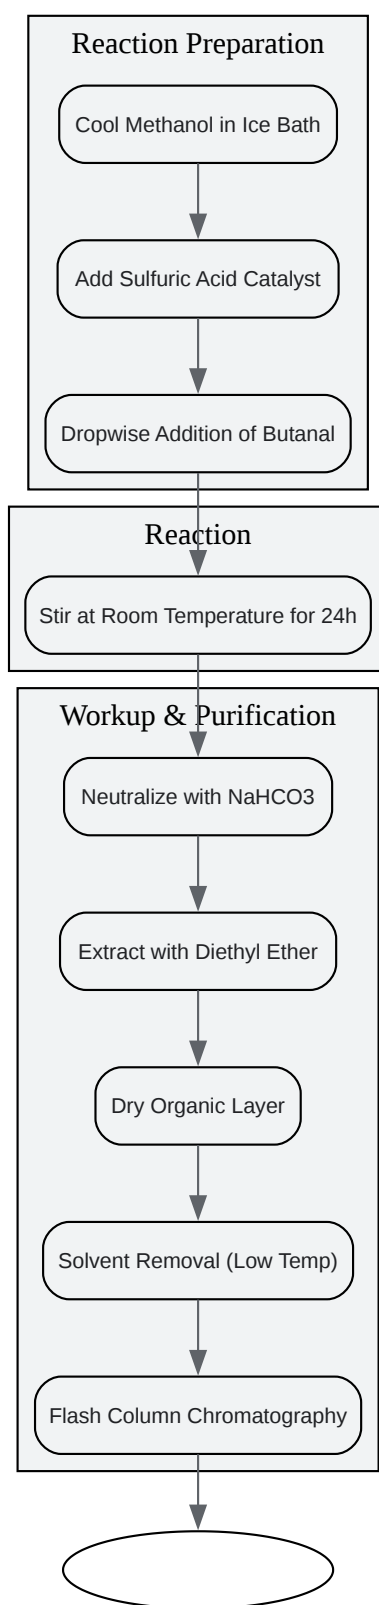 Reaction Preparation
Cool Methanol in Ice Bath
Add Sulfuric Acid Catalyst
Dropwise Addition of Butanal
Reaction
Stir at Room Temperature for 24h
Workup & Purification
Neutralize with NaHCO3
Extract with Diethyl Ether
Dry Organic Layer
Solvent Removal (Low Temp)
Flash Column Chromatography